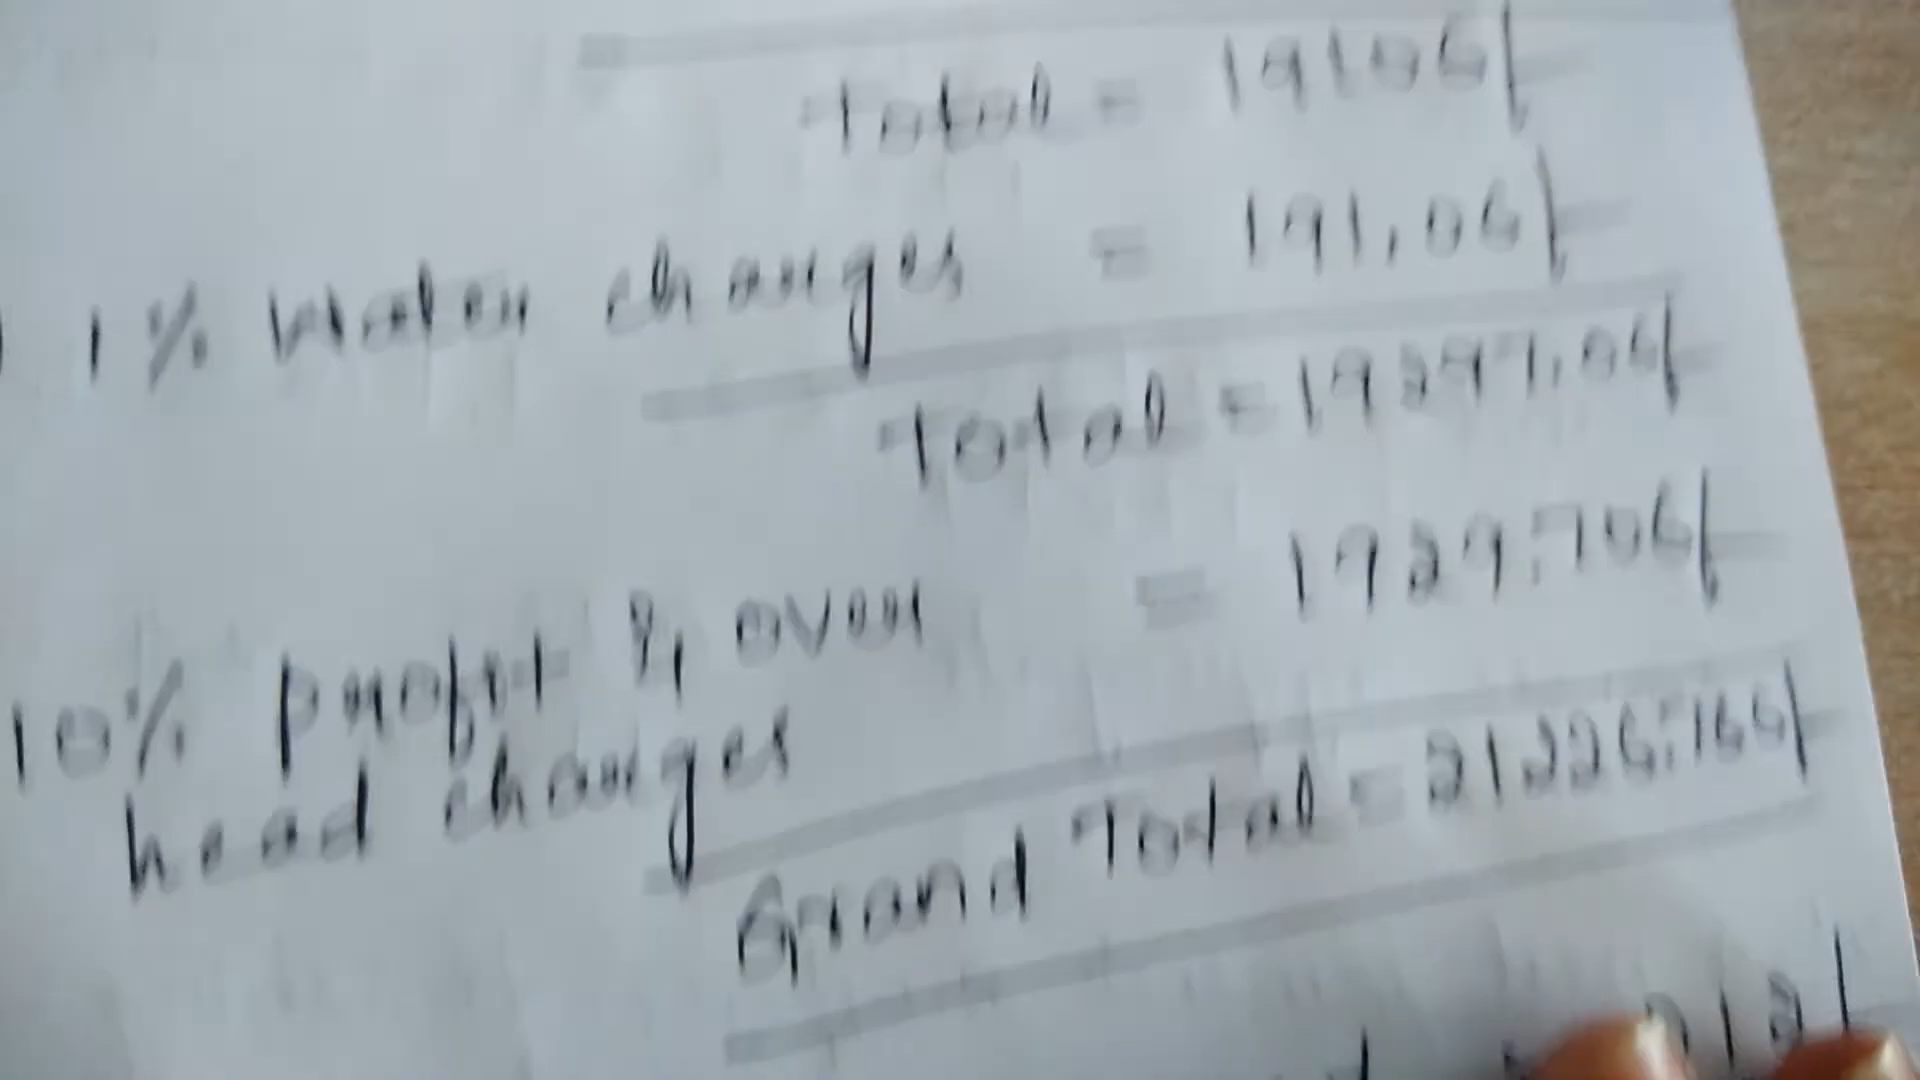 Total = 19106/-
1% Water charges = 191.06/-
Total = 19297.06/-
10% Profit & over = 1929.706/-
head charges
Grand Total = 21226.766/-